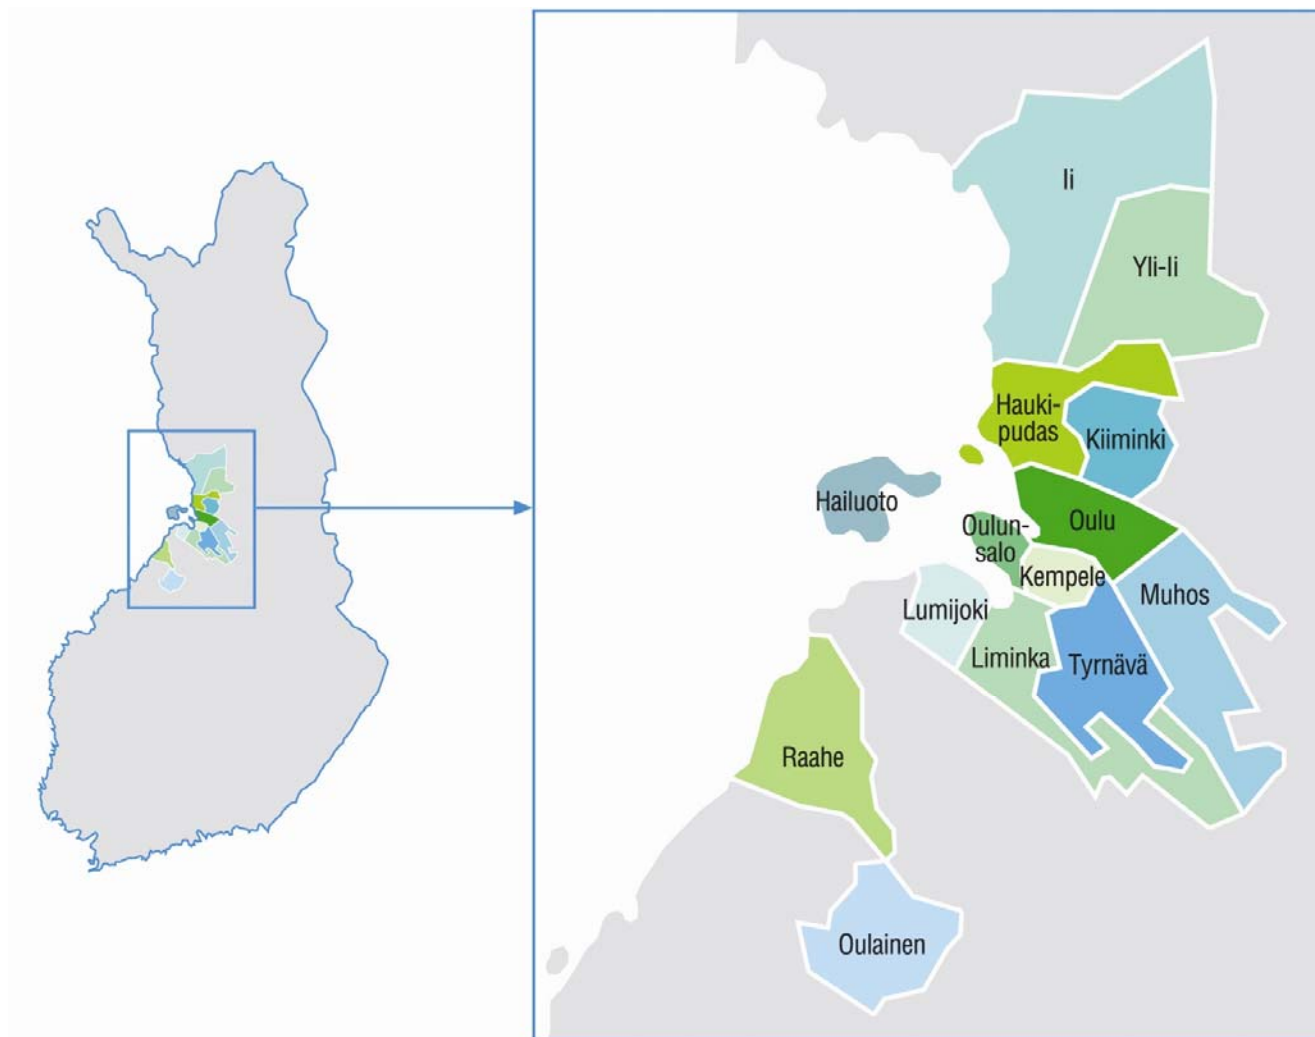 Ii
Yli-Ii
Hauki-
pudas
Kiiminki
Hailuoto
Oulu
Oulun-
salo
Kempele
Muhos
Lumijoki
Liminka
Tyrnävä
Raahe
Oulainen